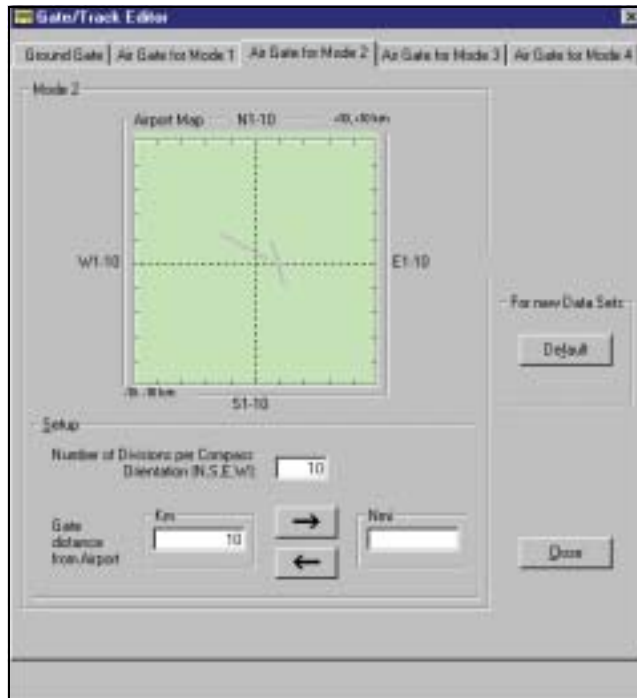 Gate/Track Editor
Ground Gate Air Gate for Mode 1 Air Gate for Mode 2 Air Gate for Mode 3 Air Gate for Mode 4
Mode 2
Airport Map N1-10
W1-10 E1-10
S1-10
For new Data Sets
Default
Setup
Number of Divisions per Compass
Orientation (N,S,E,W): 10
Gate
distance
from Airport
Km
10
→
←
Nmi
Close